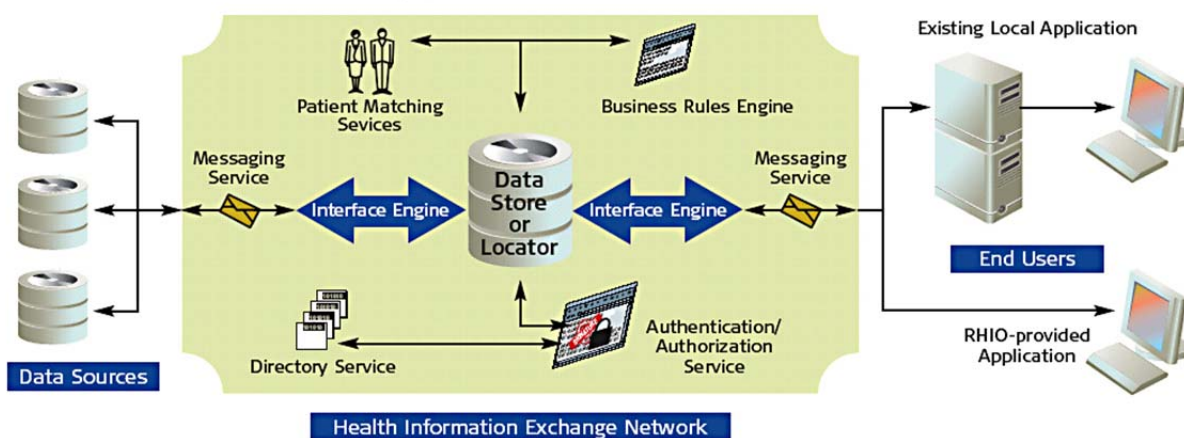 Existing Local Application
Patient Matching
Sevices
Business Rules Engine
Messaging
Service
Messaging
Service
Interface Engine
Data
Store
or
Locator
Interface Engine
End Users
Directory Service
Authentication/
Authorization
Service
RHIO-provided
Application
Data Sources
Health Information Exchange Network